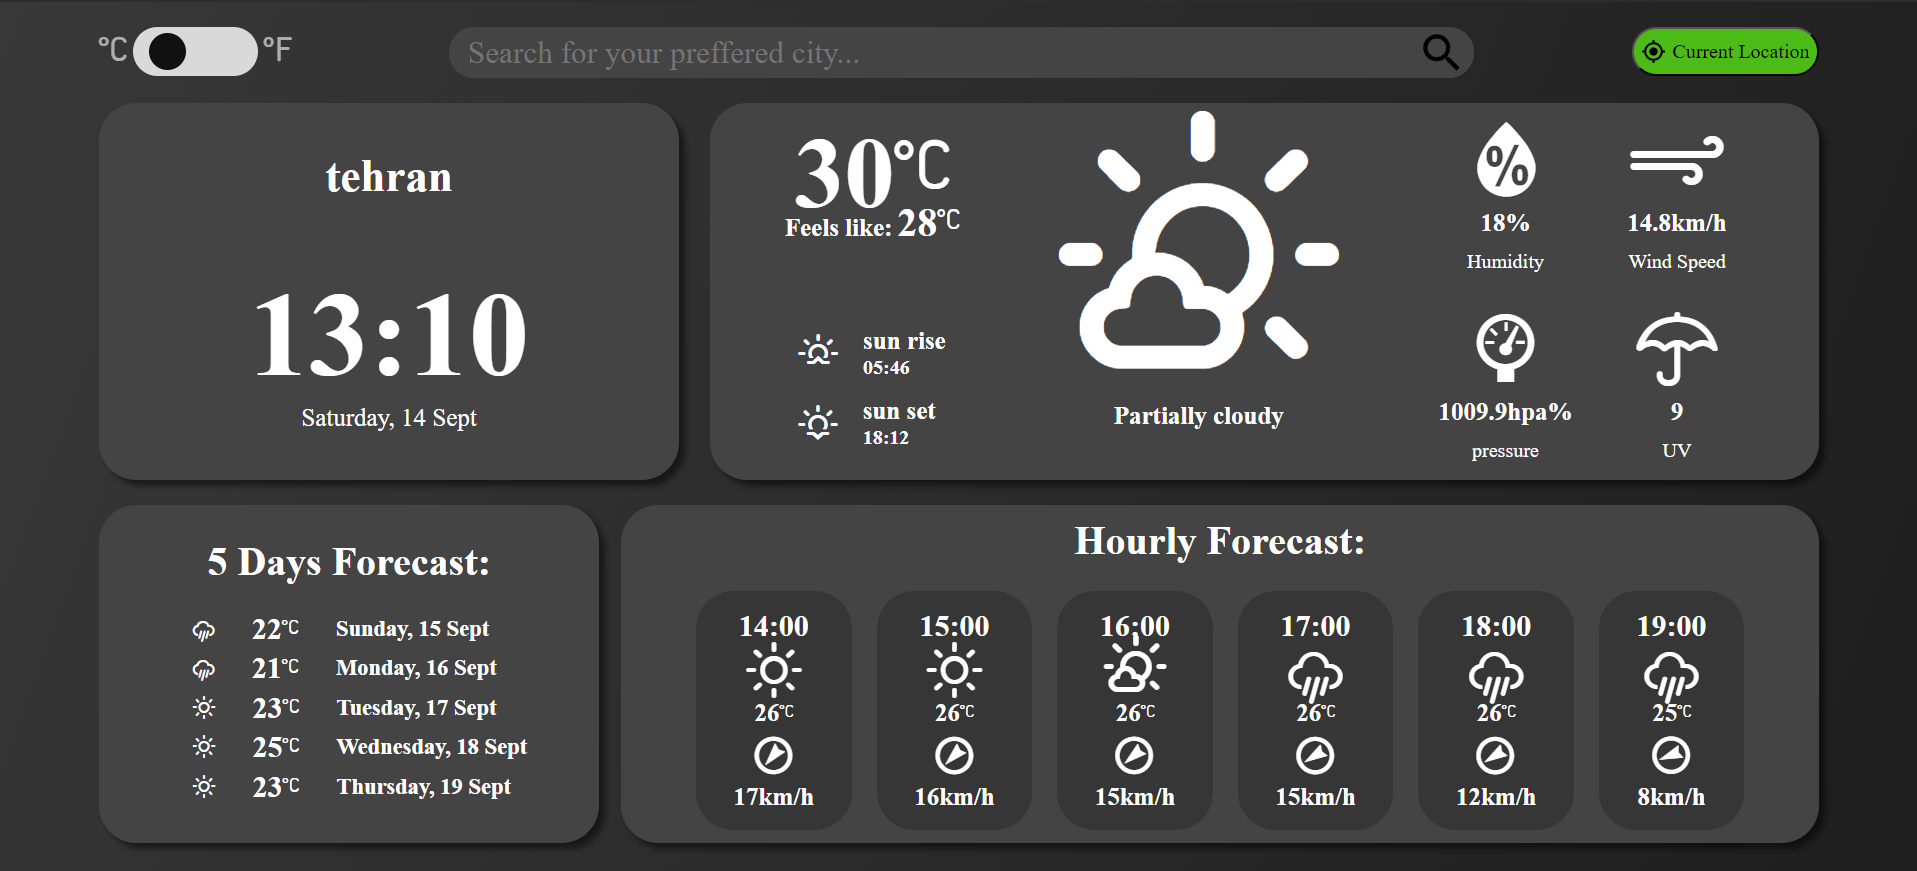 °C °F
Search for your preffered city...
Current Location
tehran
13:10
Saturday, 14 Sept
30°C
Feels like: 28°C
sun rise
05:46
sun set
18:12
Partially cloudy
%
18%
Humidity
14.8km/h
Wind Speed
1009.9hpa%
pressure
9
UV
5 Days Forecast:
22°C Sunday, 15 Sept
21°C Monday, 16 Sept
23°C Tuesday, 17 Sept
25°C Wednesday, 18 Sept
23°C Thursday, 19 Sept
Hourly Forecast:
14:00
26°C
17km/h
15:00
26°C
16km/h
16:00
26°C
15km/h
17:00
26°C
15km/h
18:00
26°C
12km/h
19:00
25°C
8km/h